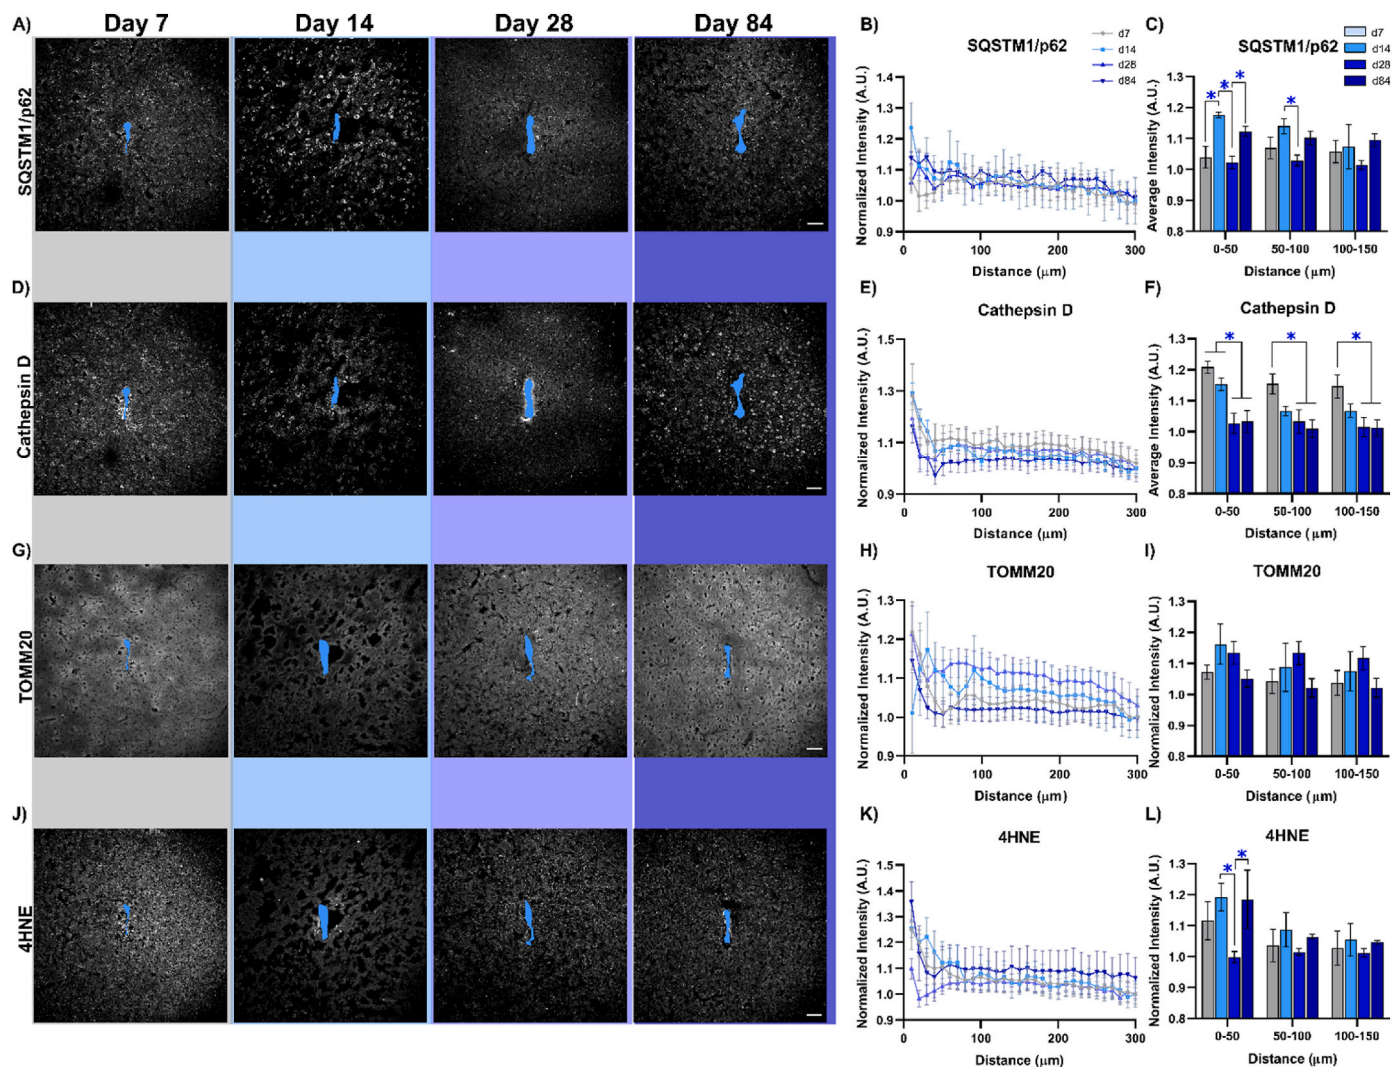 A)
Day 7
Day 14
Day 28
Day 84
SQSTM1/p62
B)
SQSTM1/p62
d7
d14
d28
d84
Normalized Intensity (A.U.)
1.4
1.3
1.2
1.1
1.0
0.9
0
100
200
300
Distance (μm)
C)
SQSTM1/p62
d7
d14
d28
d84
Average Intensity (A.U.)
1.3
1.2
1.1
1.0
0.9
0.8
* * *
*
0-50
50-100
100-150
Distance (μm)
D)
Cathepsin D
E)
Cathepsin D
Normalized Intensity (A.U.)
1.5
1.3
1.1
0.9
0
100
200
300
Distance (μm)
F)
Cathepsin D
Average Intensity (A.U.)
1.3
1.2
1.1
1.0
0.9
0.8
*
*
*
0-50
50-100
100-150
Distance (μm)
G)
TOMM20
H)
TOMM20
Normalized Intensity (A.U.)
1.3
1.2
1.1
1.0
0.9
0
100
200
300
Distance (μm)
I)
TOMM20
Normalized Intensity (A.U.)
1.3
1.2
1.1
1.0
0.9
0.8
0-50
50-100
100-150
Distance (μm)
J)
4HNE
K)
4HNE
Normalized Intensity (A.U.)
1.5
1.4
1.3
1.2
1.1
1.0
0.9
0
100
200
300
Distance (μm)
L)
4HNE
Normalized Intensity (A.U.)
1.3
1.2
1.1
1.0
0.9
0.8
* *
0-50
50-100
100-150
Distance (μm)